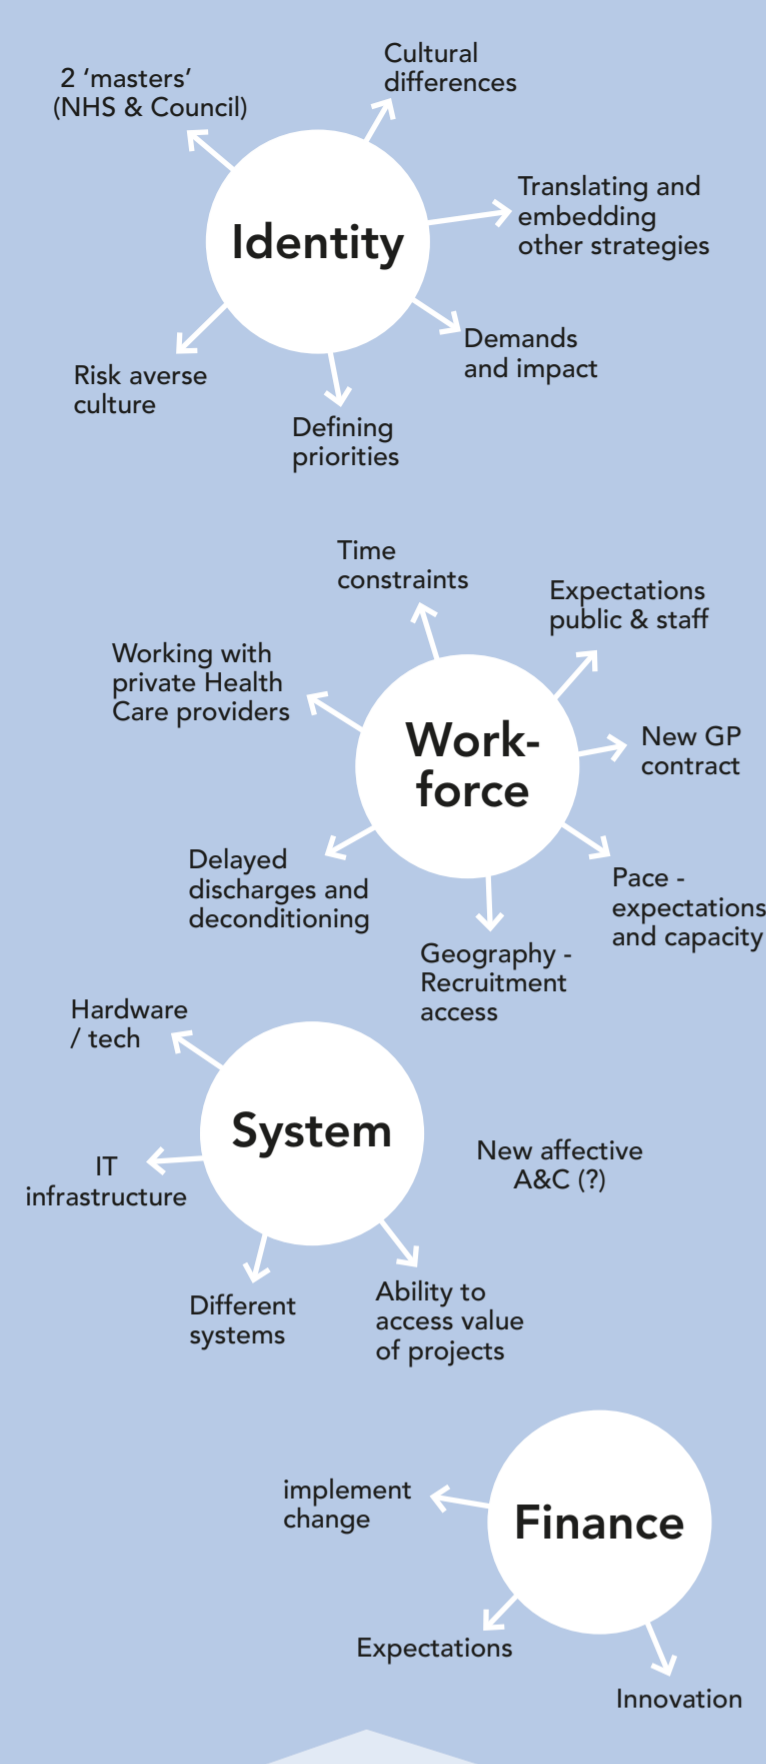 2 ‘masters’
(NHS & Council)
Cultural
differences
Translating and
embedding
other strategies
Identity
Demands
and impact
Risk averse
culture
Defining
priorities
Time
constraints
Expectations
public & staff
Working with
private Health
Care providers
Work-
force
New GP
contract
Delayed
discharges and
deconditioning
Pace -
expectations
and capacity
Geography -
Recruitment
access
Hardware
/ tech
System
New affective
A&C (?)
IT
infrastructure
Different
systems
Ability to
access value
of projects
implement
change
Finance
Expectations
Innovation